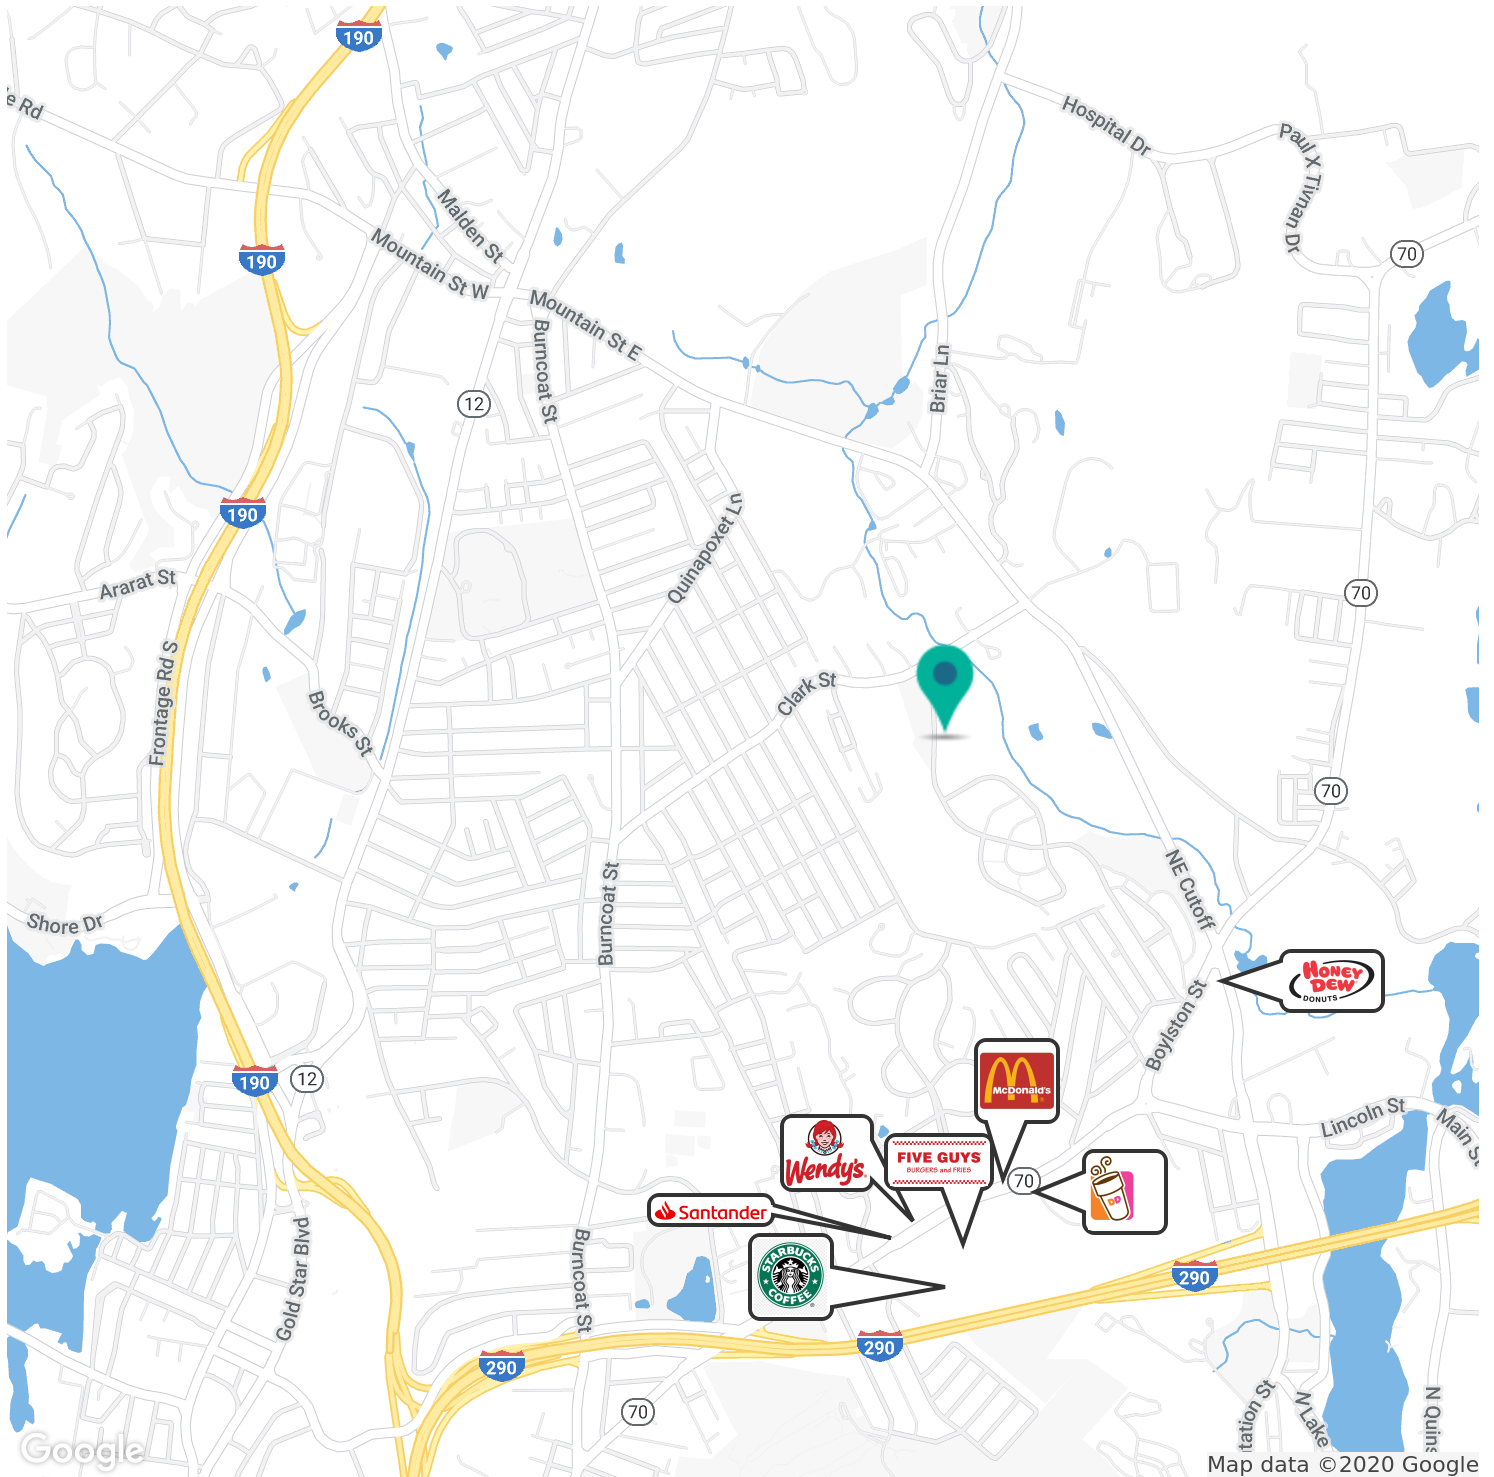 190
e Rd
Hospital Dr
Paul X Tivnan Dr
Malden St
Mountain St W
190
70
Mountain St E
Burncoat St
Briar Ln
12
190
Quinapoxet Ln
Ararat St
70
Frontage Rd S
Brooks St
Clark St
70
NE Cutoff
Burncoat St
Shore Dr
HONEY
DEW
DONUTS
Boylston St
190
12
McDonald's
Lincoln St
Main St
Wendy's
FIVE GUYS
BURGERS and FRIES
70
DD
Santander
STARBUCKS
COFFEE
Gold Star Blvd
Burncoat St
290
290
290
70
tation St
N Lake
N Quins
Google
Map data ©2020 Google